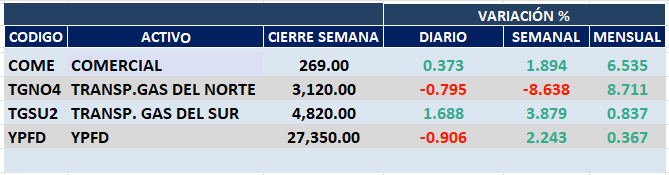 VARIACIÓN %
CODIGO ACTIVO CIERRE SEMANA DIARIO SEMANAL MENSUAL
COME COMERCIAL 269.00 0.373 1.894 6.535
TGNO4 TRANSP.GAS DEL NORTE 3,120.00 -0.795 -8.638 8.711
TGSU2 TRANSP. GAS DEL SUR 4,820.00 1.688 3.879 0.837
YPFD YPFD 27,350.00 -0.906 2.243 0.367